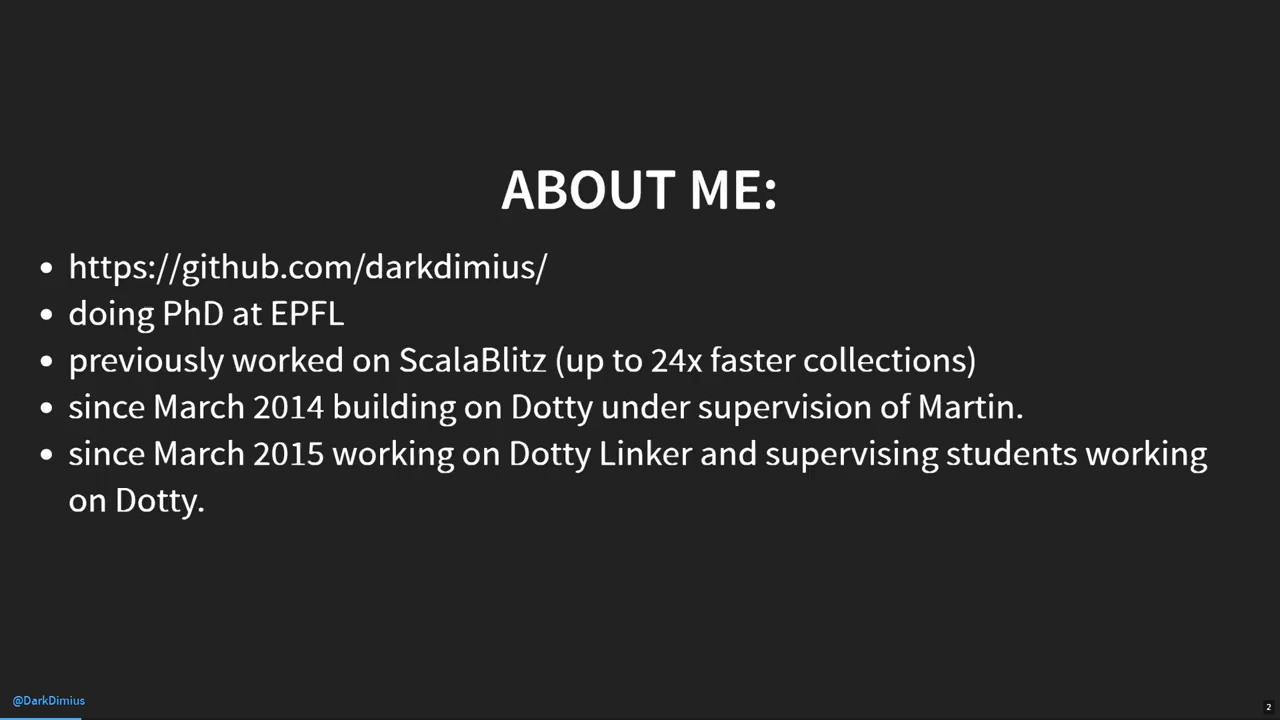 ABOUT ME:
• https://github.com/darkdimius/
• doing PhD at EPFL
• previously worked on ScalaBlitz (up to 24x faster collections)
• since March 2014 building on Dotty under supervision of Martin.
• since March 2015 working on Dotty Linker and supervising students working
on Dotty.
@DarkDimius
2